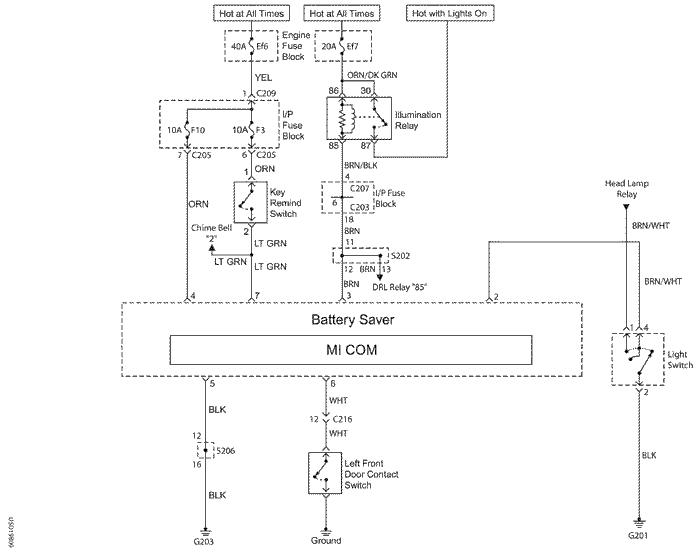 Hot at All Times
Hot at All Times
Hot with Lights On
40A Ef6
Engine
Fuse
Block
20A Ef7
YEL
ORN/DK GRN
1 C209
86 30
10A F10
10A F3
I/P
Fuse
Block
Illumination
Relay
7 C205
6 C205
85 87
ORN
1
BRN/BLK
4
ORN
Key
Remind
Switch
C207
6
C203
I/P Fuse
Block
Head Lamp
Relay
2
18
BRN
BRN/WHT
Chime Bell
"2"
LT GRN
11
S202
LT GRN
LT GRN
12 BRN 13
BRN
DRL Relay "85"
BRN/WHT
4
7
3
2
Battery Saver
MI COM
1 4
Light
Switch
5
6
2
BLK
WHT
12 C216
WHT
12
S206
16
BLK
Left Front
Door Contact
Switch
BLK
G203
Ground
G201
US019B09